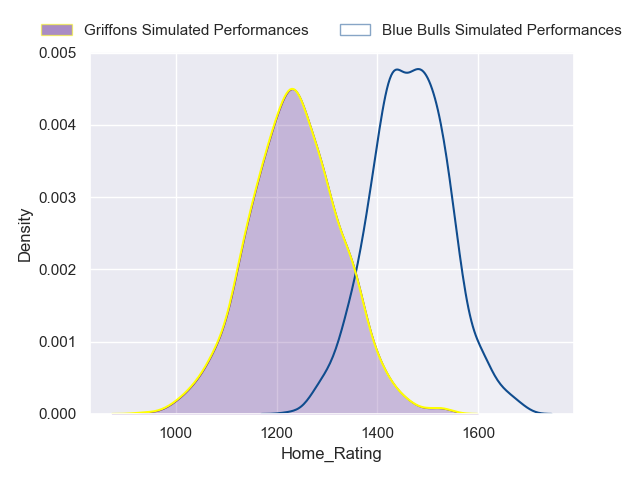 Griffons Simulated Performances Blue Bulls Simulated Performances
0.005
0.004
0.003
0.002
0.001
0.000
Density
1000 1200 1400 1600
Home_Rating